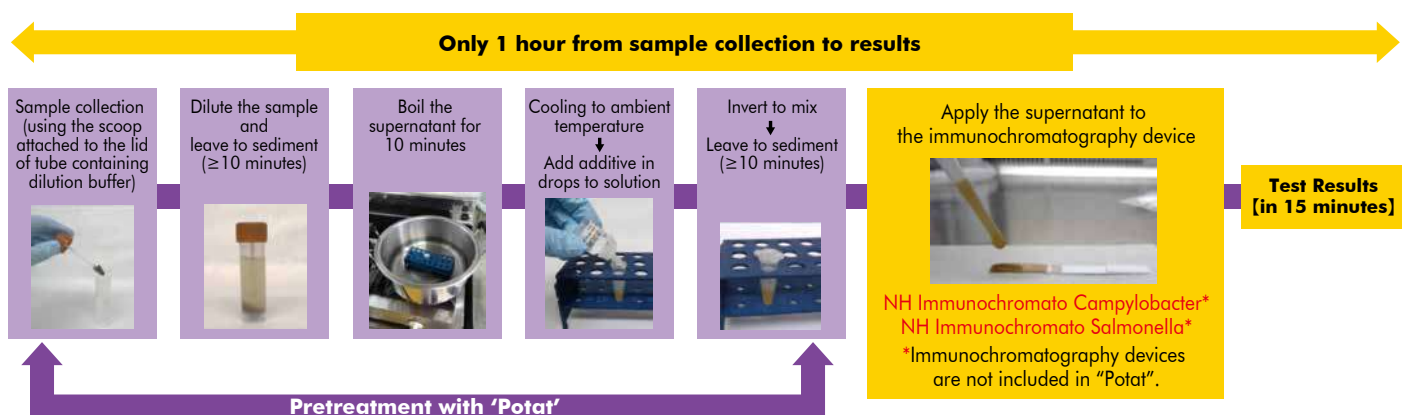 Only 1 hour from sample collection to results
Sample collection
(using the scoop
attached to the lid
of tube containing
dilution buffer)
Dilute the sample
and
leave to sediment
(≥10 minutes)
Boil the
supernatant for
10 minutes
Cooling to ambient
temperature
Add additive in
drops to solution
Invert to mix
Leave to sediment
(≥10 minutes)
Apply the supernatant to
the immunochromatography device
NH Immunochromato Campylobacter*
NH Immunochromato Salmonella*
*Immunochromatography devices
are not included in “Potat”.
Test Results
【in 15 minutes】
Pretreatment with ‘Potat’